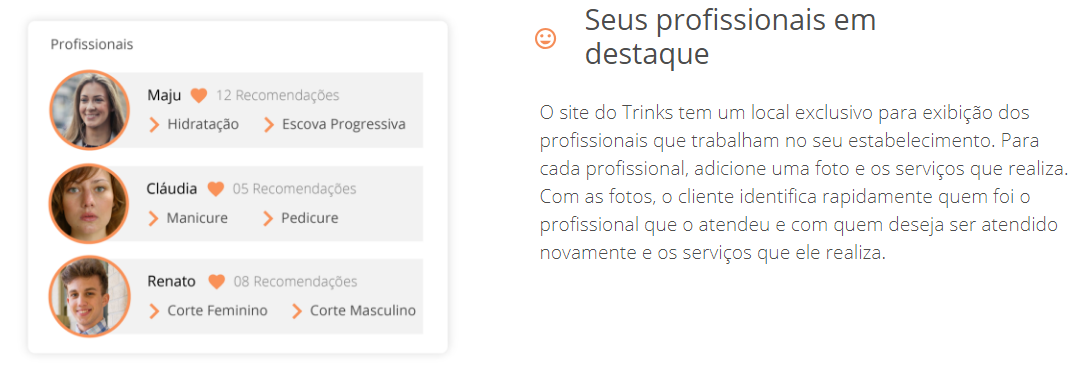 Profissionais
Maju 12 Recomendações
Hidratação Escova Progressiva
Cláudia 05 Recomendações
Manicure Pedicure
Renato 08 Recomendações
Corte Feminino Corte Masculino
Seus profissionais em
destaque
O site do Trinks tem um local exclusivo para exibição dos
profissionais que trabalham no seu estabelecimento. Para
cada profissional, adicione uma foto e os serviços que realiza.
Com as fotos, o cliente identifica rapidamente quem foi o
profissional que o atendeu e com quem deseja ser atendido
novamente e os serviços que ele realiza.